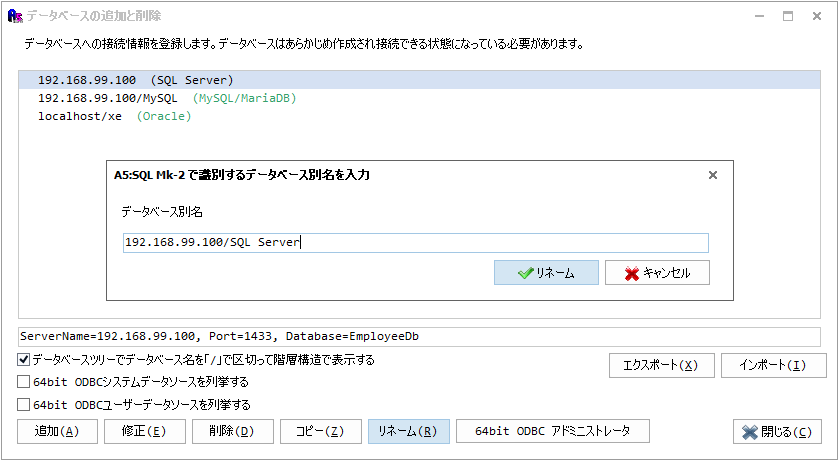 データベースの追加と削除
データベースへの接続情報を登録します。データベースはあらかじめ作成され接続できる状態になっている必要があります。
192.168.99.100 (SQL Server)
192.168.99.100/MySQL (MySQL/MariaDB)
localhost/xe (Oracle)
A5:SQL Mk-2 で識別するデータベース別名を入力
データベース別名
192.168.99.100/SQL Server
リネーム キャンセル
ServerName=192.168.99.100, Port=1433, Database=EmployeeDb
データベースツリーでデータベース名を「/」で区切って階層構造で表示する
エクスポート(X) インポート(I)
64bit ODBCシステムデータソースを列挙する
64bit ODBCユーザーデータソースを列挙する
追加(A) 修正(E) 削除(D) コピー(Z) リネーム(R) 64bit ODBC アドミニストレータ 閉じる(C)